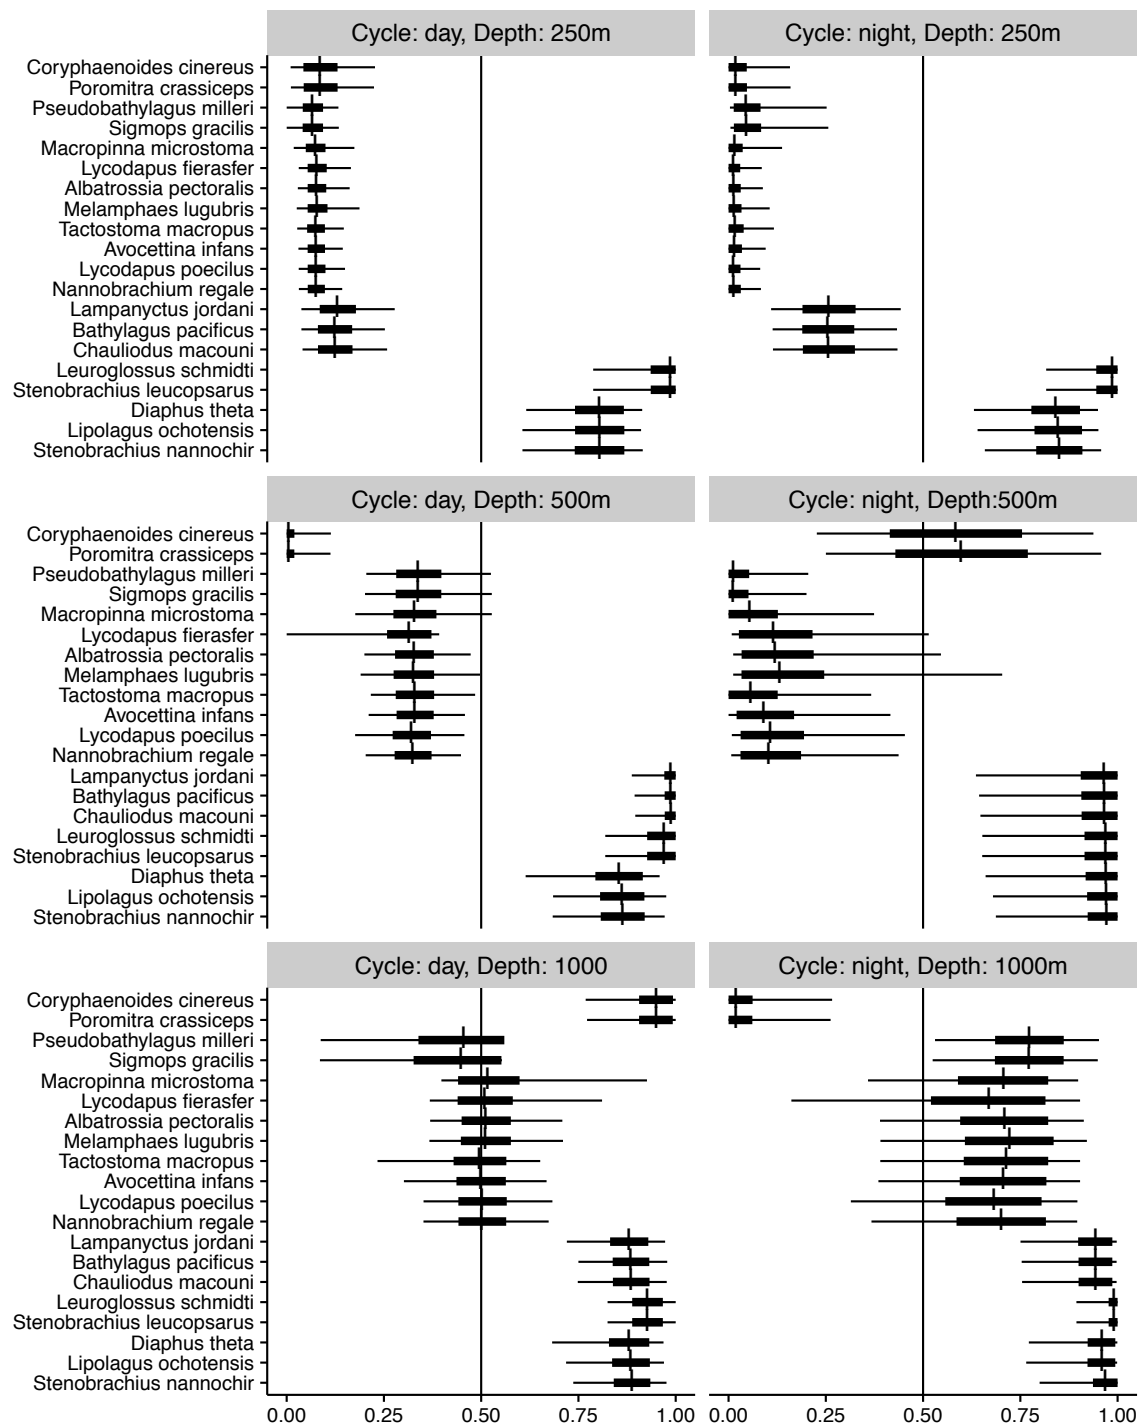 Cycle: day, Depth: 250m
Cycle: night, Depth: 250m
Coryphaenoides cinereus
Poromitra crassiceps
Pseudobathylagus milleri
Sigmops gracilis
Macropinna microstoma
Lycodapus fierasfer
Albatrossia pectoralis
Melamphaes lugubris
Tactostoma macropus
Avocettina infans
Lycodapus poecilus
Nannobrachium regale
Lampanyctus jordani
Bathylagus pacificus
Chauliodus macouni
Leuroglossus schmidti
Stenobrachius leucopsarus
Diaphus theta
Lipolagus ochotensis
Stenobrachius nannochir
Cycle: day, Depth: 500m
Cycle: night, Depth:500m
Coryphaenoides cinereus
Poromitra crassiceps
Pseudobathylagus milleri
Sigmops gracilis
Macropinna microstoma
Lycodapus fierasfer
Albatrossia pectoralis
Melamphaes lugubris
Tactostoma macropus
Avocettina infans
Lycodapus poecilus
Nannobrachium regale
Lampanyctus jordani
Bathylagus pacificus
Chauliodus macouni
Leuroglossus schmidti
Stenobrachius leucopsarus
Diaphus theta
Lipolagus ochotensis
Stenobrachius nannochir
Cycle: day, Depth: 1000
Cycle: night, Depth: 1000m
Coryphaenoides cinereus
Poromitra crassiceps
Pseudobathylagus milleri
Sigmops gracilis
Macropinna microstoma
Lycodapus fierasfer
Albatrossia pectoralis
Melamphaes lugubris
Tactostoma macropus
Avocettina infans
Lycodapus poecilus
Nannobrachium regale
Lampanyctus jordani
Bathylagus pacificus
Chauliodus macouni
Leuroglossus schmidti
Stenobrachius leucopsarus
Diaphus theta
Lipolagus ochotensis
Stenobrachius nannochir
0.00 0.25 0.50 0.75 1.00
0.00 0.25 0.50 0.75 1.00